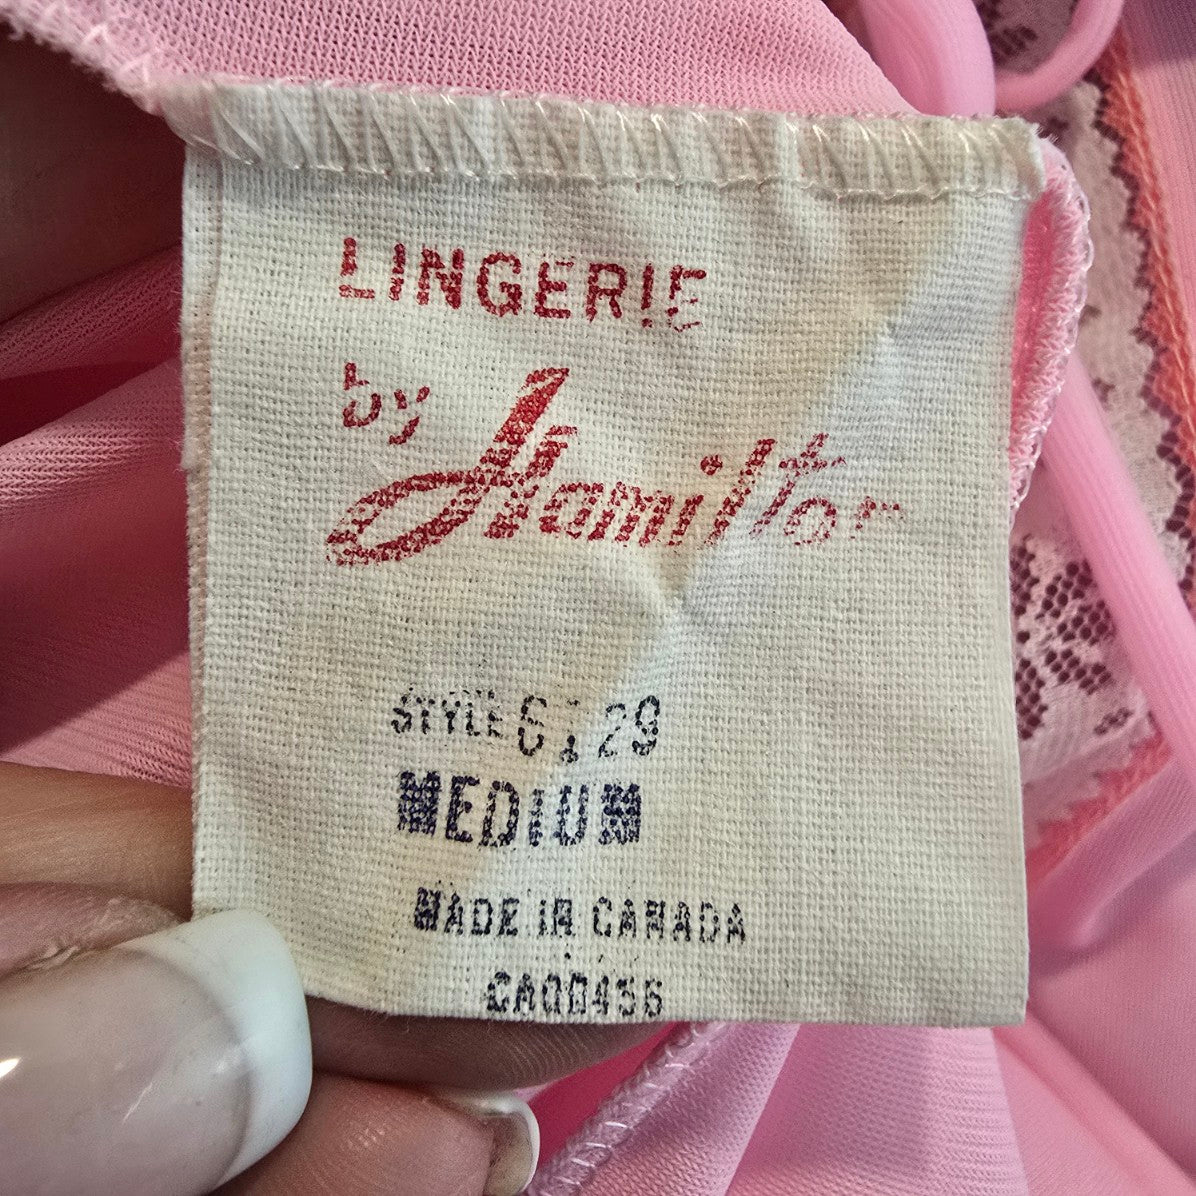 LINGERIE
by Hamilton
STYLE 6129
MEDIUM
MADE IN CANADA
CA00456